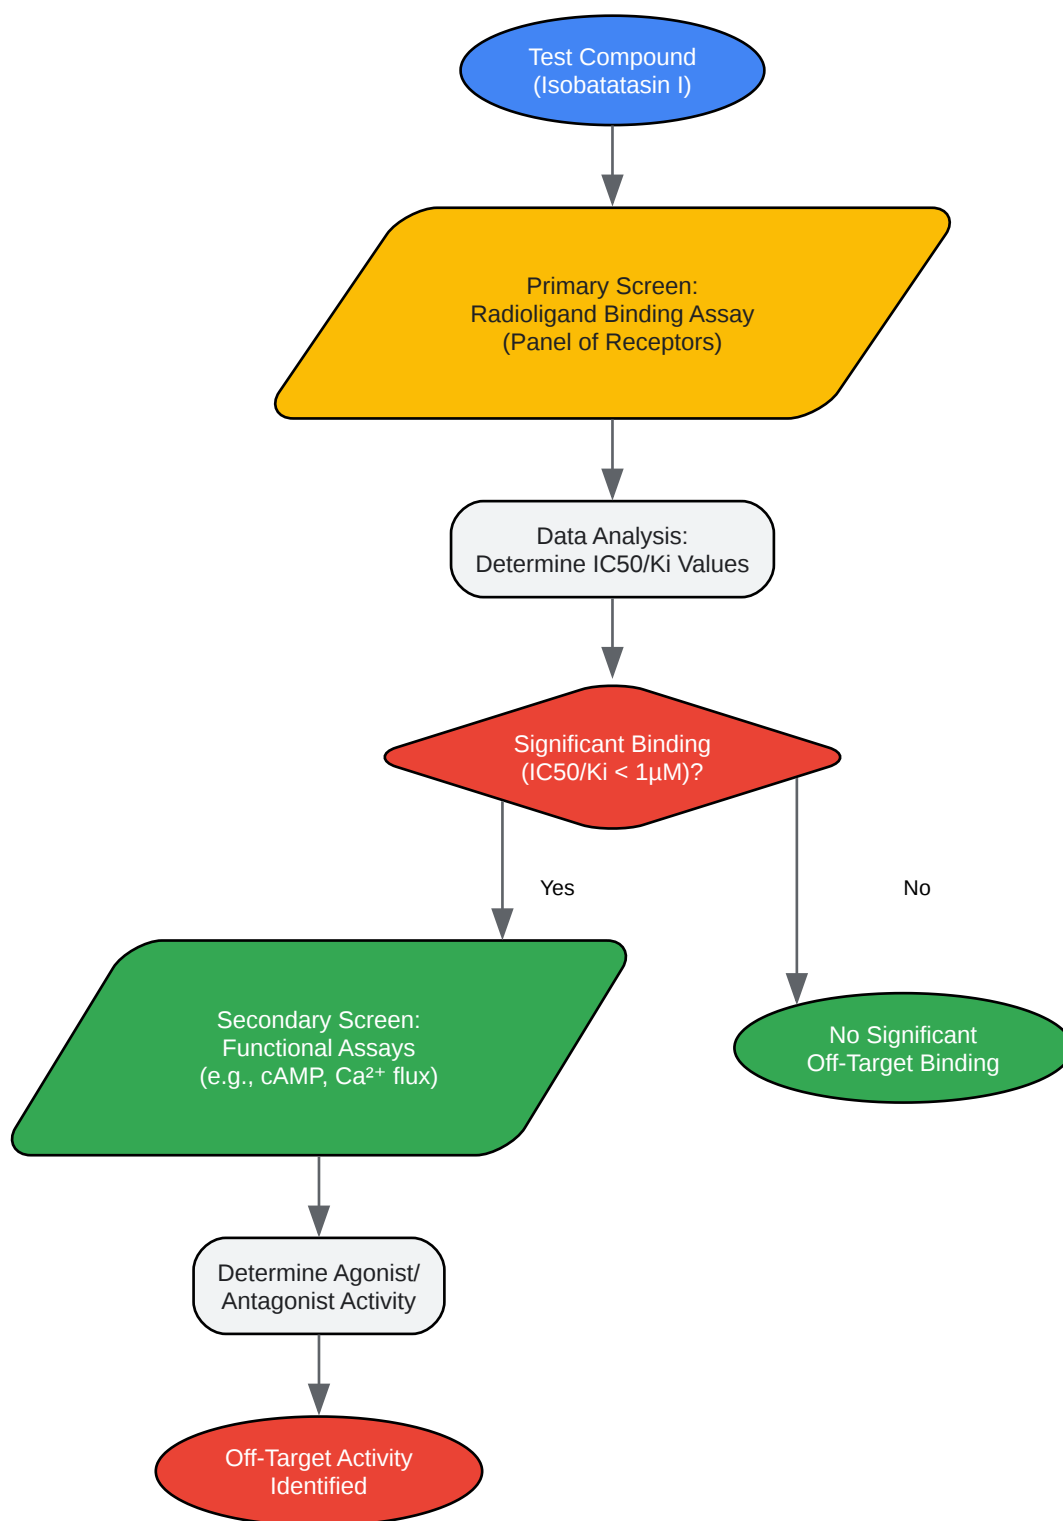 Test Compound
(Isobatatasin I)
Primary Screen:
Radioligand Binding Assay
(Panel of Receptors)
Data Analysis:
Determine IC50/Ki Values
Significant Binding
(IC50/Ki < 1µM)?
Yes
No
Secondary Screen:
Functional Assays
(e.g., cAMP, Ca²⁺ flux)
No Significant
Off-Target Binding
Determine Agonist/
Antagonist Activity
Off-Target Activity
Identified